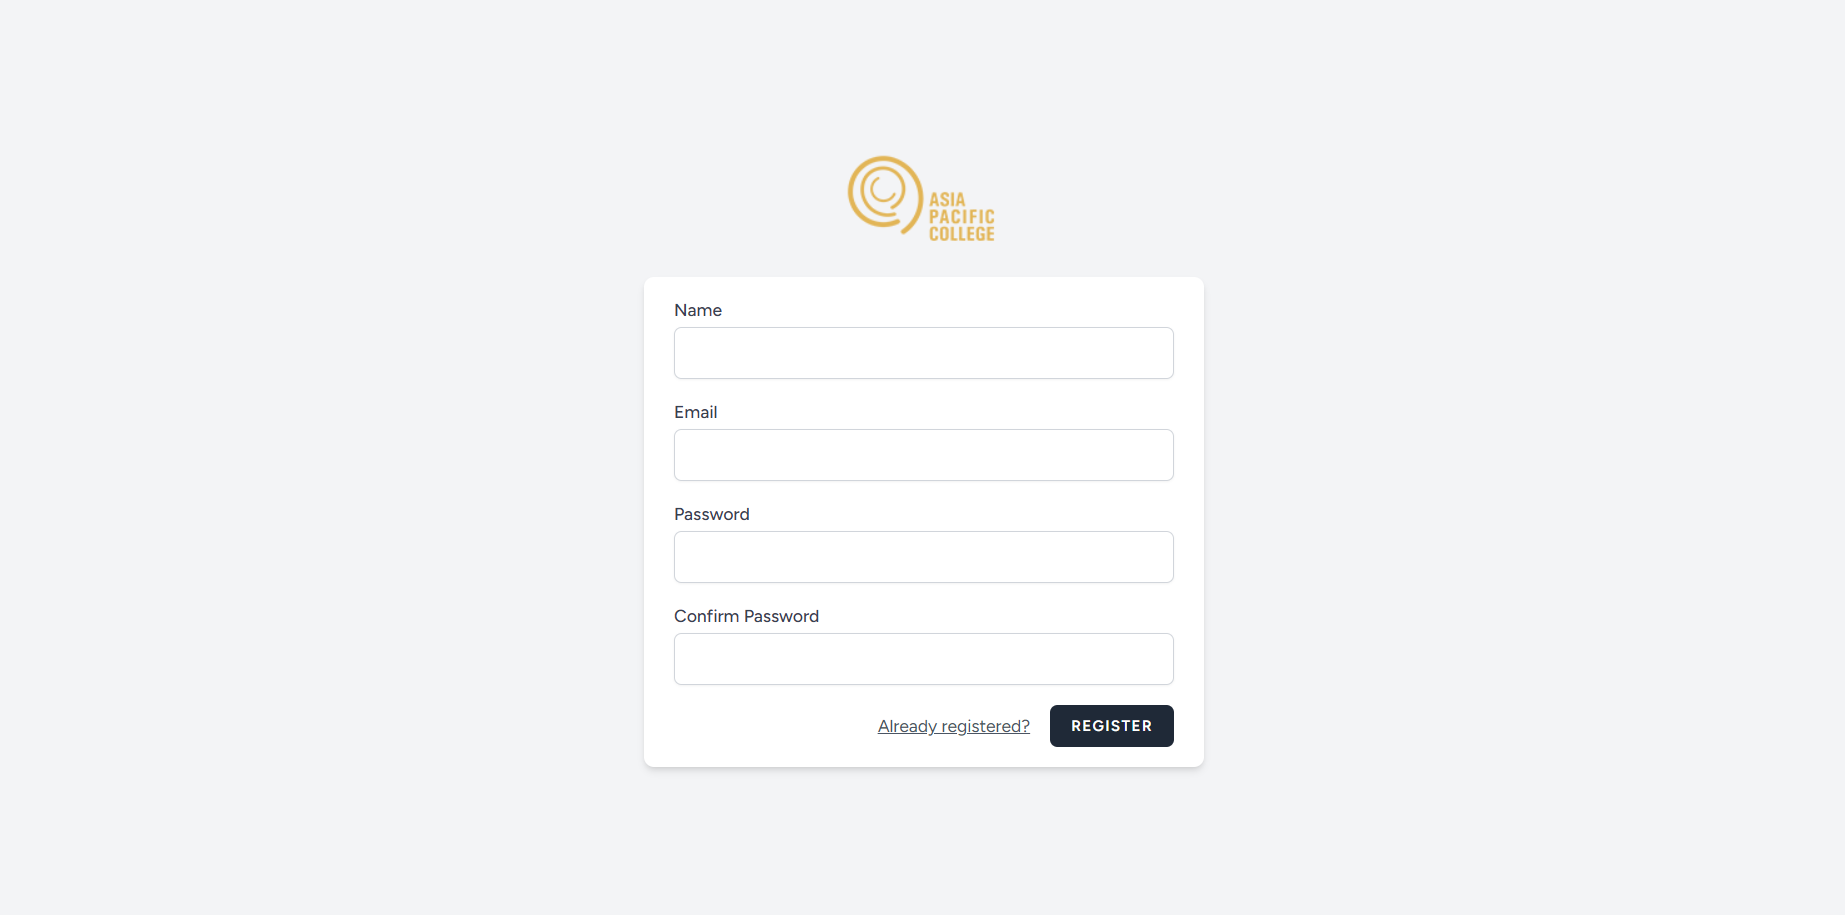 ASIA
PACIFIC
COLLEGE
Name
Email
Password
Confirm Password
Already registered? REGISTER